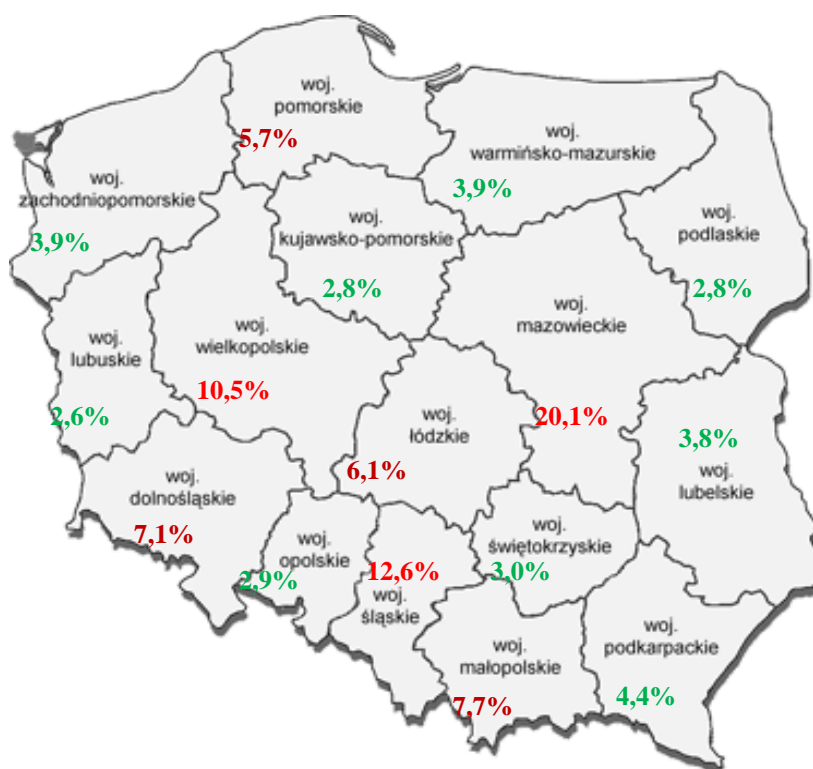 woj.
pomorskie
5,7%
woj.
warmińsko-mazurskie
3,9%
woj.
zachodniopomorskie
3,9%
woj.
kujawsko-pomorskie
2,8%
woj.
podlaskie
2,8%
woj.
lubuskie
2,6%
woj.
wielkopolskie
10,5%
woj.
mazowieckie
20,1%
woj.
łódzkie
6,1%
3,8%
woj.
lubelskie
woj.
dolnośląskie
7,1%
woj.
opolskie
2,9%
12,6%
woj.
śląskie
woj.
świętokrzyskie
3,0%
woj.
małopolskie
7,7%
woj.
podkarpackie
4,4%